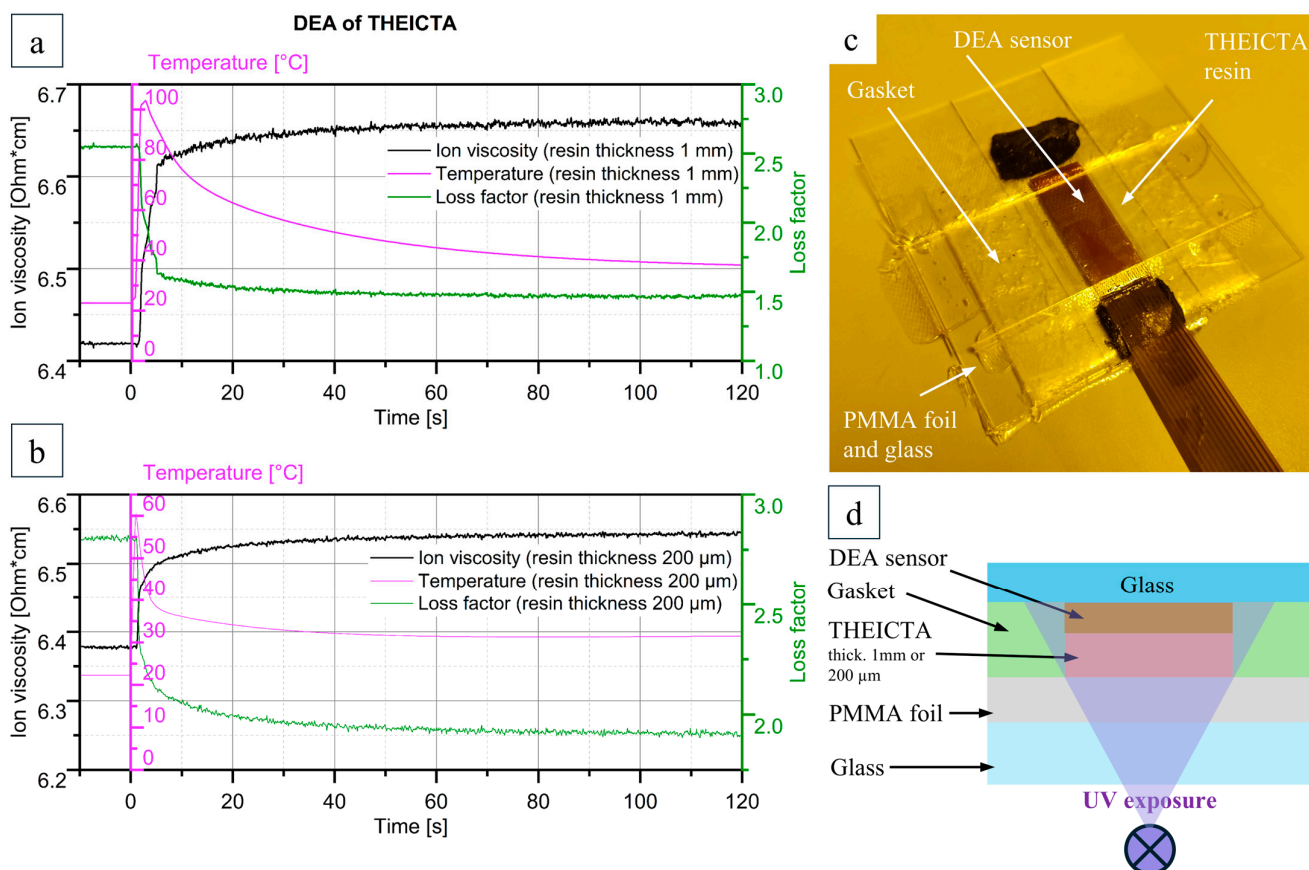 DEA of THEICTA
a
Temperature [°C]
Ion viscosity [Ohm*cm]
6.7
6.6
6.5
6.4
100
80
60
40
20
0
Ion viscosity (resin thickness 1 mm)
Temperature (resin thickness 1 mm)
Loss factor (resin thickness 1 mm)
3.0
2.5
2.0
1.5
1.0
Loss factor
0 20 40 60 80 100 120
Time [s]
b
Temperature [°C]
Ion viscosity [Ohm*cm]
6.6
6.5
6.4
6.3
6.2
60
50
40
30
20
10
0
Ion viscosity (resin thickness 200 µm)
Temperature (resin thickness 200 µm)
Loss factor (resin thickness 200 µm)
3.0
2.5
2.0
Loss factor
0 20 40 60 80 100 120
Time [s]
c
DEA sensor
THEICTA
resin
Gasket
PMMA foil
and glass
d
DEA sensor
Gasket
THEICTA
thick. 1mm or
200 µm
PMMA foil
Glass
Glass
UV exposure